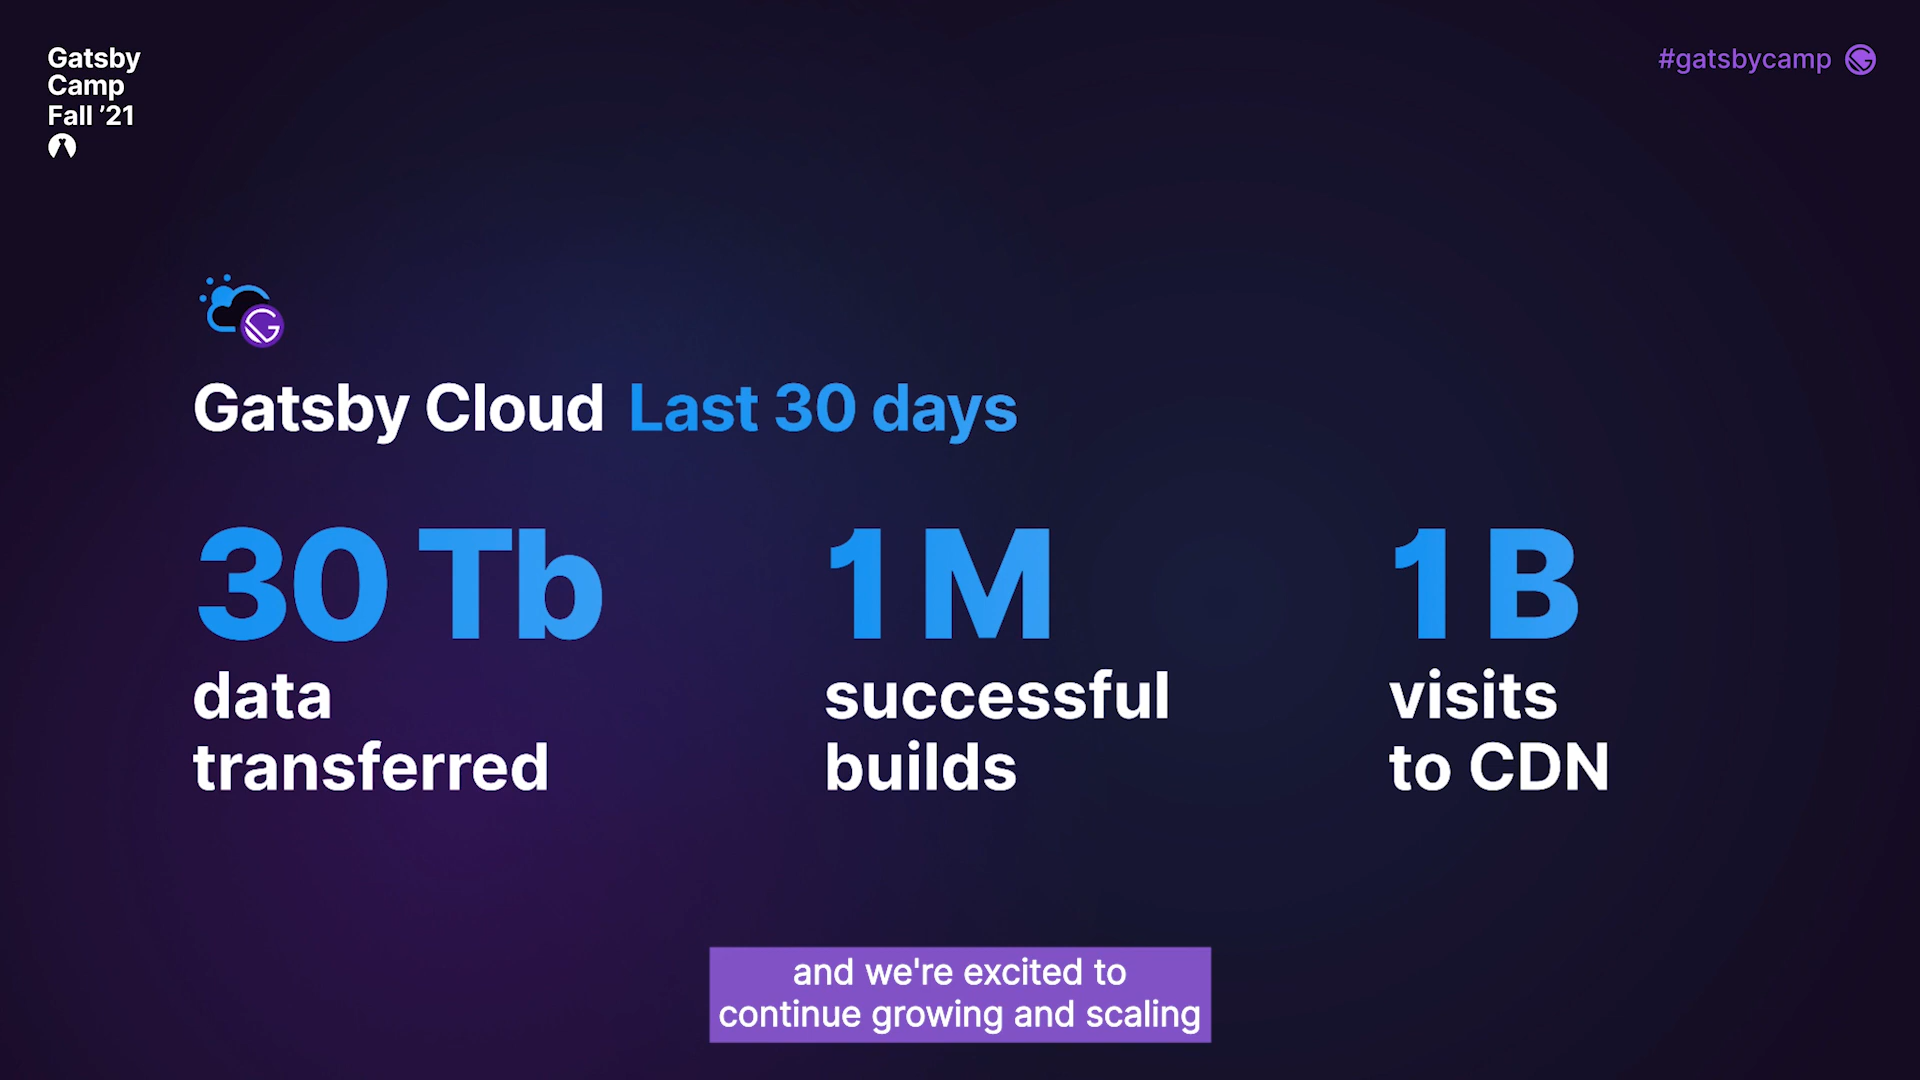 Gatsby
Camp
Fall ’21
#gatsbycamp
Gatsby Cloud Last 30 days
30 Tb
data
transferred
1 M
successful
builds
1 B
visits
to CDN
and we're excited to
continue growing and scaling